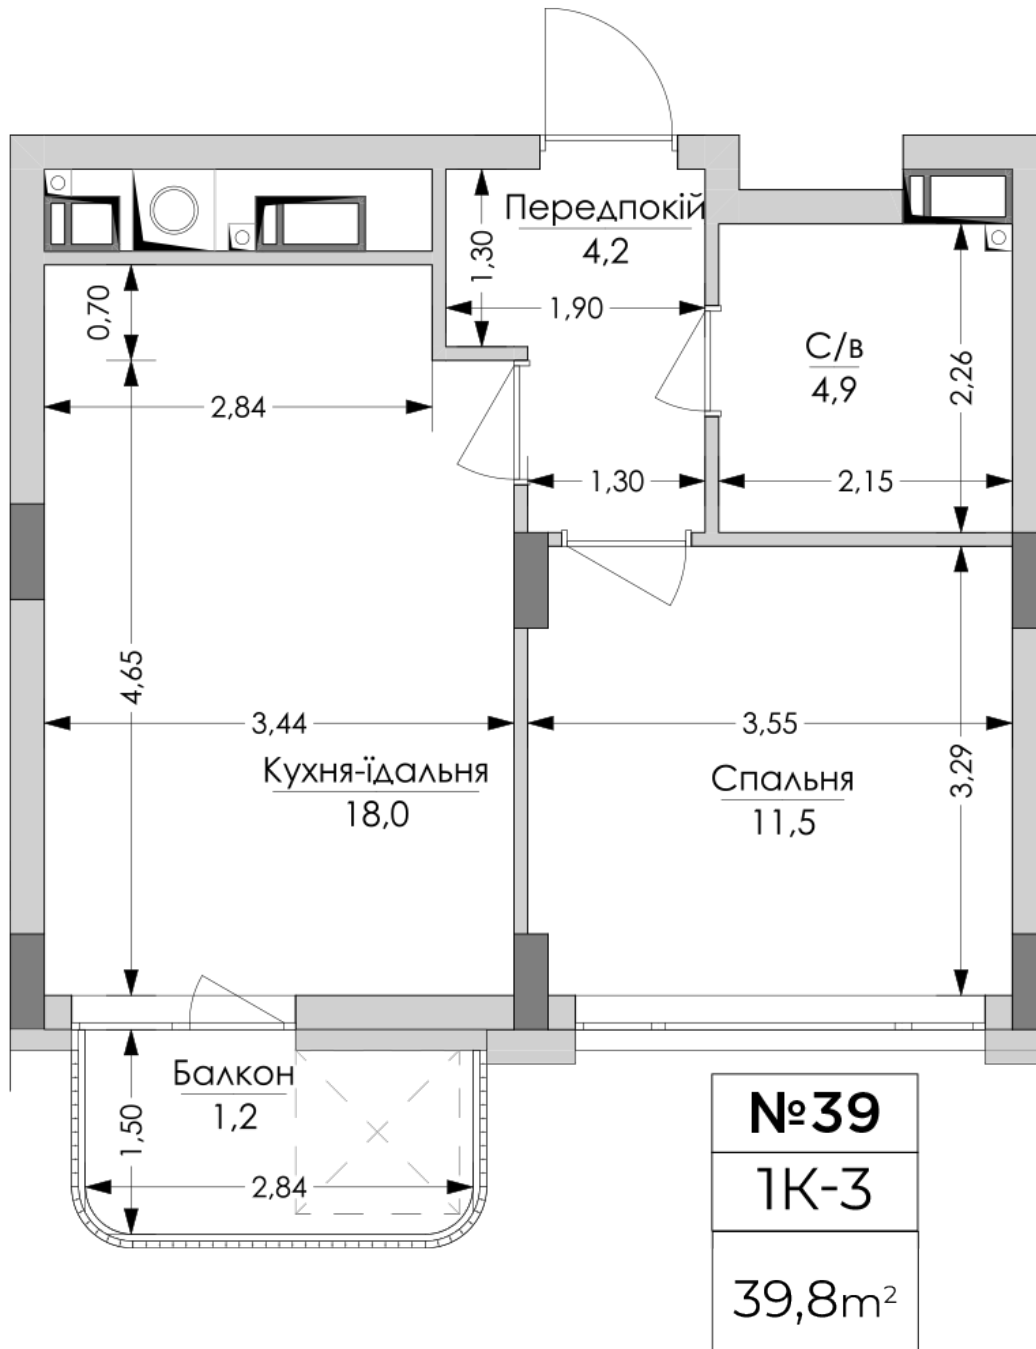 Передпокій
4,2
1,30
1,90
0,70
2,84
С/в
4,9
2,26
1,30
2,15
4,65
3,44
3,55
3,29
Кухня-їдальня
18,0
Спальня
11,5
Балкон
1,2
1,50
2,84
№39
1К-3
39,8m²